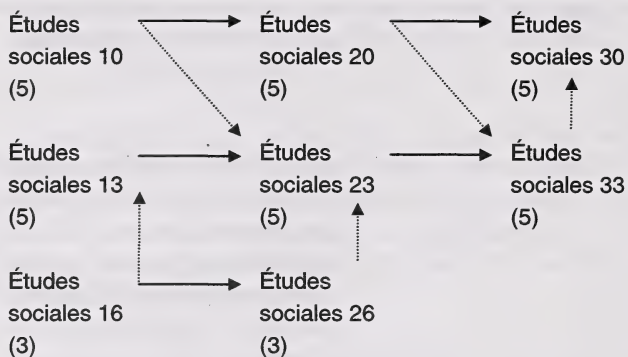 Études
sociales 10
(5)
Études
sociales 20
(5)
Études
sociales 30
(5)
Études
sociales 13
(5)
Études
sociales 23
(5)
Études
sociales 33
(5)
Études
sociales 16
(3)
Études
sociales 26
(3)